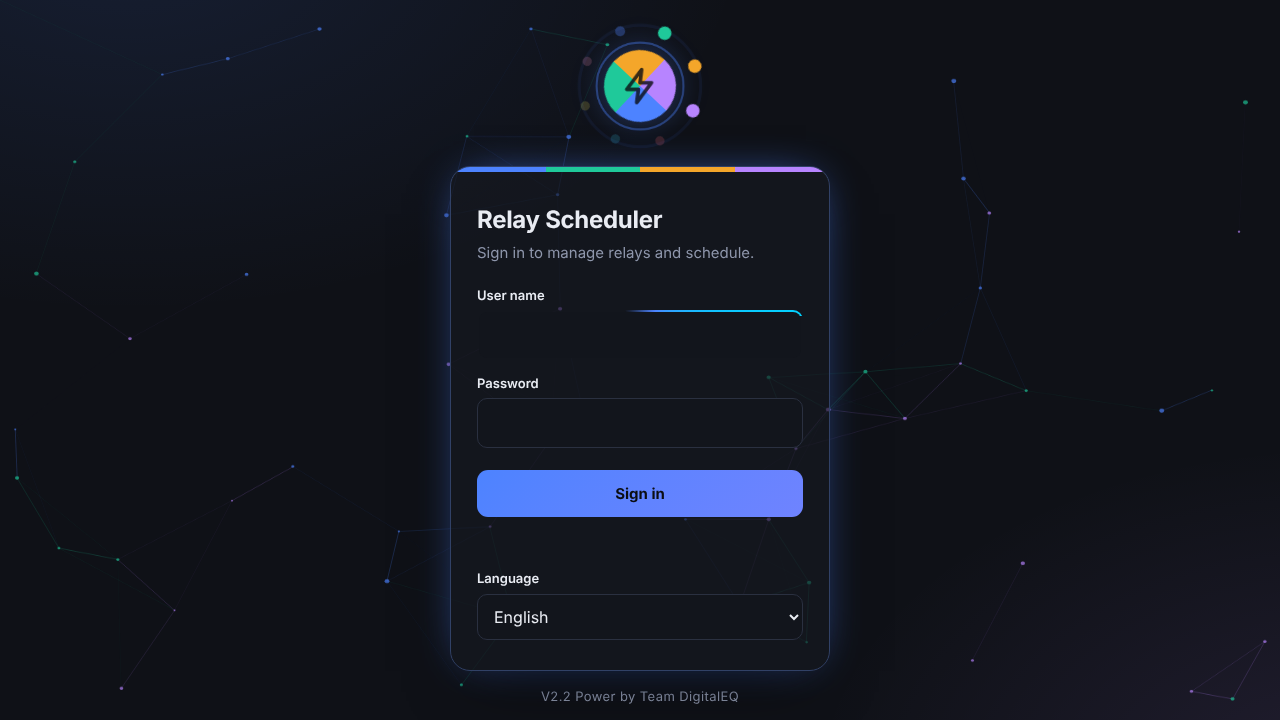 Relay Scheduler
Sign in to manage relays and schedule.
User name
Password
Sign in
Language
English
V2.2 Power by Team DigitalEQ